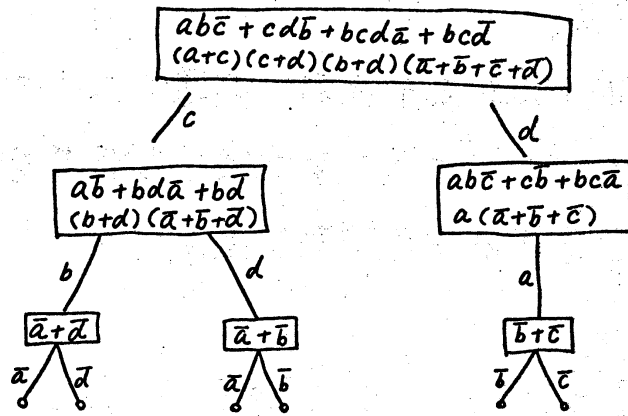 abc̄ + cdb̄ + bcdā + bcd̄
(a+c)(c+d)(b+d)(ā+b̄+c̄+d̄)
c d
ab̄ + bdā + bd̄
(b+d)(ā+b̄+d̄)
abc̄ + cb̄ + bcā
a(ā+b̄+c̄)
b d a
ā+d̄ ā+b̄ b̄+c̄
ā d̄ ā b̄ b̄ c̄